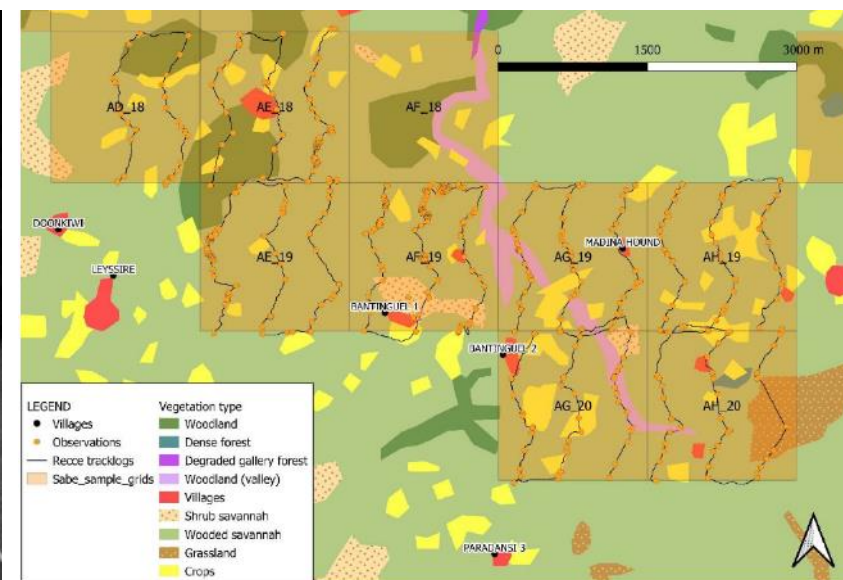 0 1500 3000 m
AD_18 AE_18 AF_18
DOONKIWI
LEYSSIRE
AE_19 AF_19 AG_19 AH_19
MADINA HOUND
BANTINGUEL 1
BANTINGUEL 2
AG_20 AH_20
PARADANSI 3
LEGEND
Villages
Observations
Recce tracklogs
Sabe_sample_grids
Vegetation type
Woodland
Dense forest
Degraded gallery forest
Woodland (valley)
Villages
Shrub savannah
Wooded savannah
Grassland
Crops